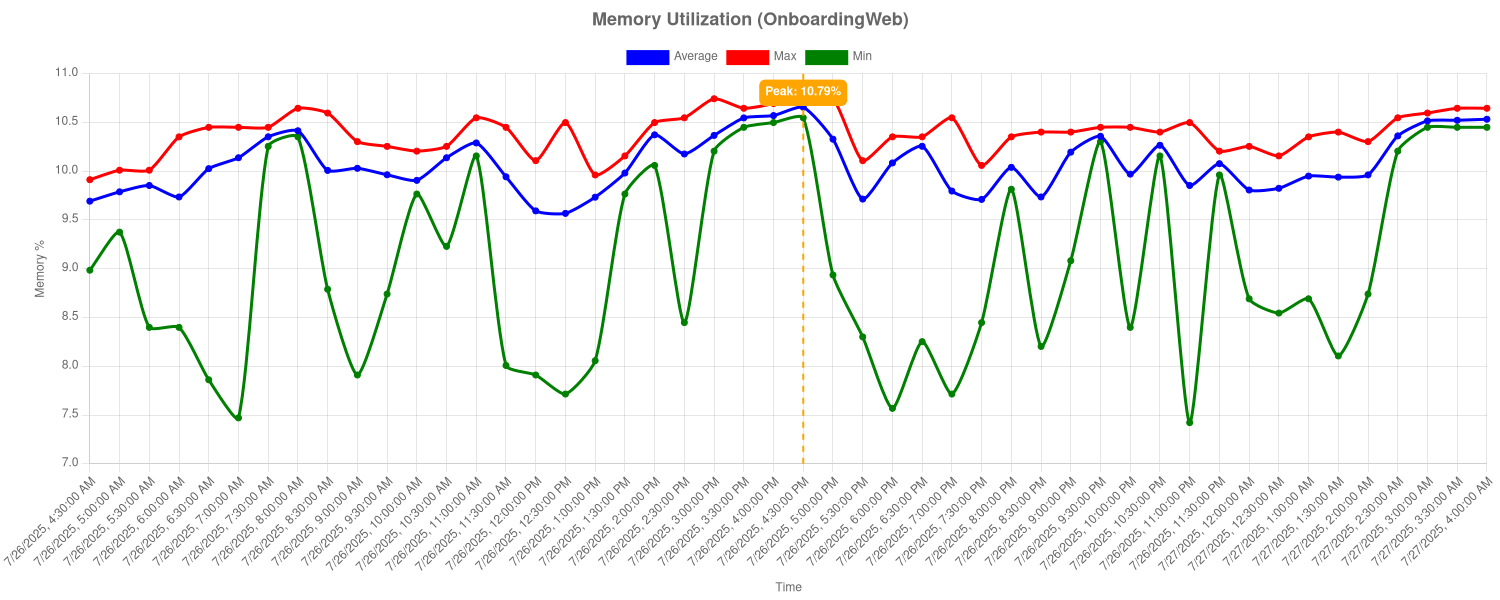 Memory Utilization (OnboardingWeb)
Average Max Min
Peak: 10.79%
11.0
10.5
10.0
9.5
9.0
8.5
8.0
7.5
7.0
Memory %
7/26/2025, 4:30:00 AM
7/26/2025, 5:00:00 AM
7/26/2025, 5:30:00 AM
7/26/2025, 6:00:00 AM
7/26/2025, 6:30:00 AM
7/26/2025, 7:00:00 AM
7/26/2025, 7:30:00 AM
7/26/2025, 8:00:00 AM
7/26/2025, 8:30:00 AM
7/26/2025, 9:00:00 AM
7/26/2025, 9:30:00 AM
7/26/2025, 10:00:00 AM
7/26/2025, 10:30:00 AM
7/26/2025, 11:00:00 AM
7/26/2025, 11:30:00 AM
7/26/2025, 12:00:00 PM
7/26/2025, 12:30:00 PM
7/26/2025, 1:00:00 PM
7/26/2025, 1:30:00 PM
7/26/2025, 2:00:00 PM
7/26/2025, 2:30:00 PM
7/26/2025, 3:00:00 PM
7/26/2025, 3:30:00 PM
7/26/2025, 4:00:00 PM
7/26/2025, 4:30:00 PM
7/26/2025, 5:00:00 PM
7/26/2025, 5:30:00 PM
7/26/2025, 6:00:00 PM
7/26/2025, 6:30:00 PM
7/26/2025, 7:00:00 PM
7/26/2025, 7:30:00 PM
7/26/2025, 8:00:00 PM
7/26/2025, 8:30:00 PM
7/26/2025, 9:00:00 PM
7/26/2025, 9:30:00 PM
7/26/2025, 10:00:00 PM
7/26/2025, 10:30:00 PM
7/26/2025, 11:00:00 PM
7/26/2025, 11:30:00 PM
7/27/2025, 12:00:00 AM
7/27/2025, 12:30:00 AM
7/27/2025, 1:00:00 AM
7/27/2025, 1:30:00 AM
7/27/2025, 2:00:00 AM
7/27/2025, 2:30:00 AM
7/27/2025, 3:00:00 AM
7/27/2025, 3:30:00 AM
7/27/2025, 4:00:00 AM
Time